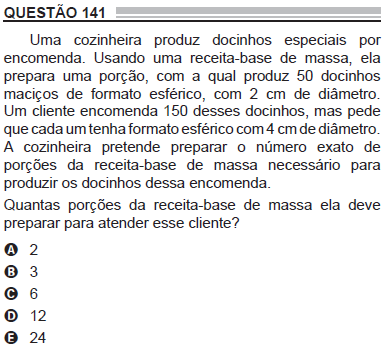 QUESTÃO 141
Uma cozinheira produz docinhos especiais por
encomenda. Usando uma receita-base de massa, ela
prepara uma porção, com a qual produz 50 docinhos
maciços de formato esférico, com 2 cm de diâmetro.
Um cliente encomenda 150 desses docinhos, mas pede
que cada um tenha formato esférico com 4 cm de diâmetro.
A cozinheira pretende preparar o número exato de
porções da receita-base de massa necessário para
produzir os docinhos dessa encomenda.
Quantas porções da receita-base de massa ela deve
preparar para atender esse cliente?
A 2
B 3
C 6
D 12
E 24